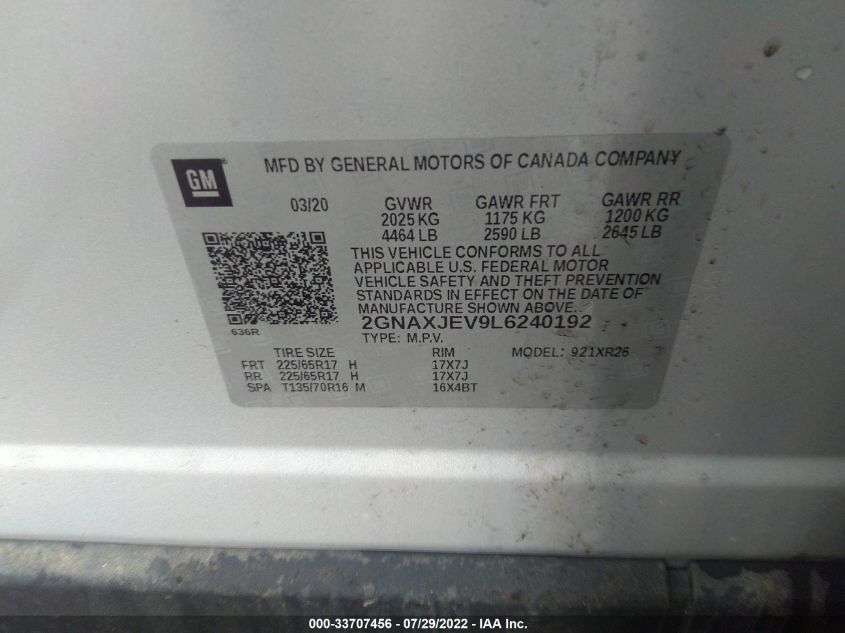 GM
MFD BY GENERAL MOTORS OF CANADA COMPANY
03/20 GVWR GAWR FRT GAWR RR
2025 KG 1175 KG 1200 KG
4464 LB 2590 LB 2645 LB
THIS VEHICLE CONFORMS TO ALL
APPLICABLE U.S. FEDERAL MOTOR
VEHICLE SAFETY AND THEFT PREVENTION
STANDARDS IN EFFECT ON THE DATE OF
MANUFACTURE SHOWN ABOVE.
2GNAXJEV9L6240192
636R
TYPE: M.P.V.
TIRE SIZE RIM MODEL: 921XR26
FRT 225/65R17 H 17X7J
RR 225/65R17 H 17X7J
SPA T135/70R16 M 16X4BT
000-33707456 - 07/29/2022 - IAA Inc.